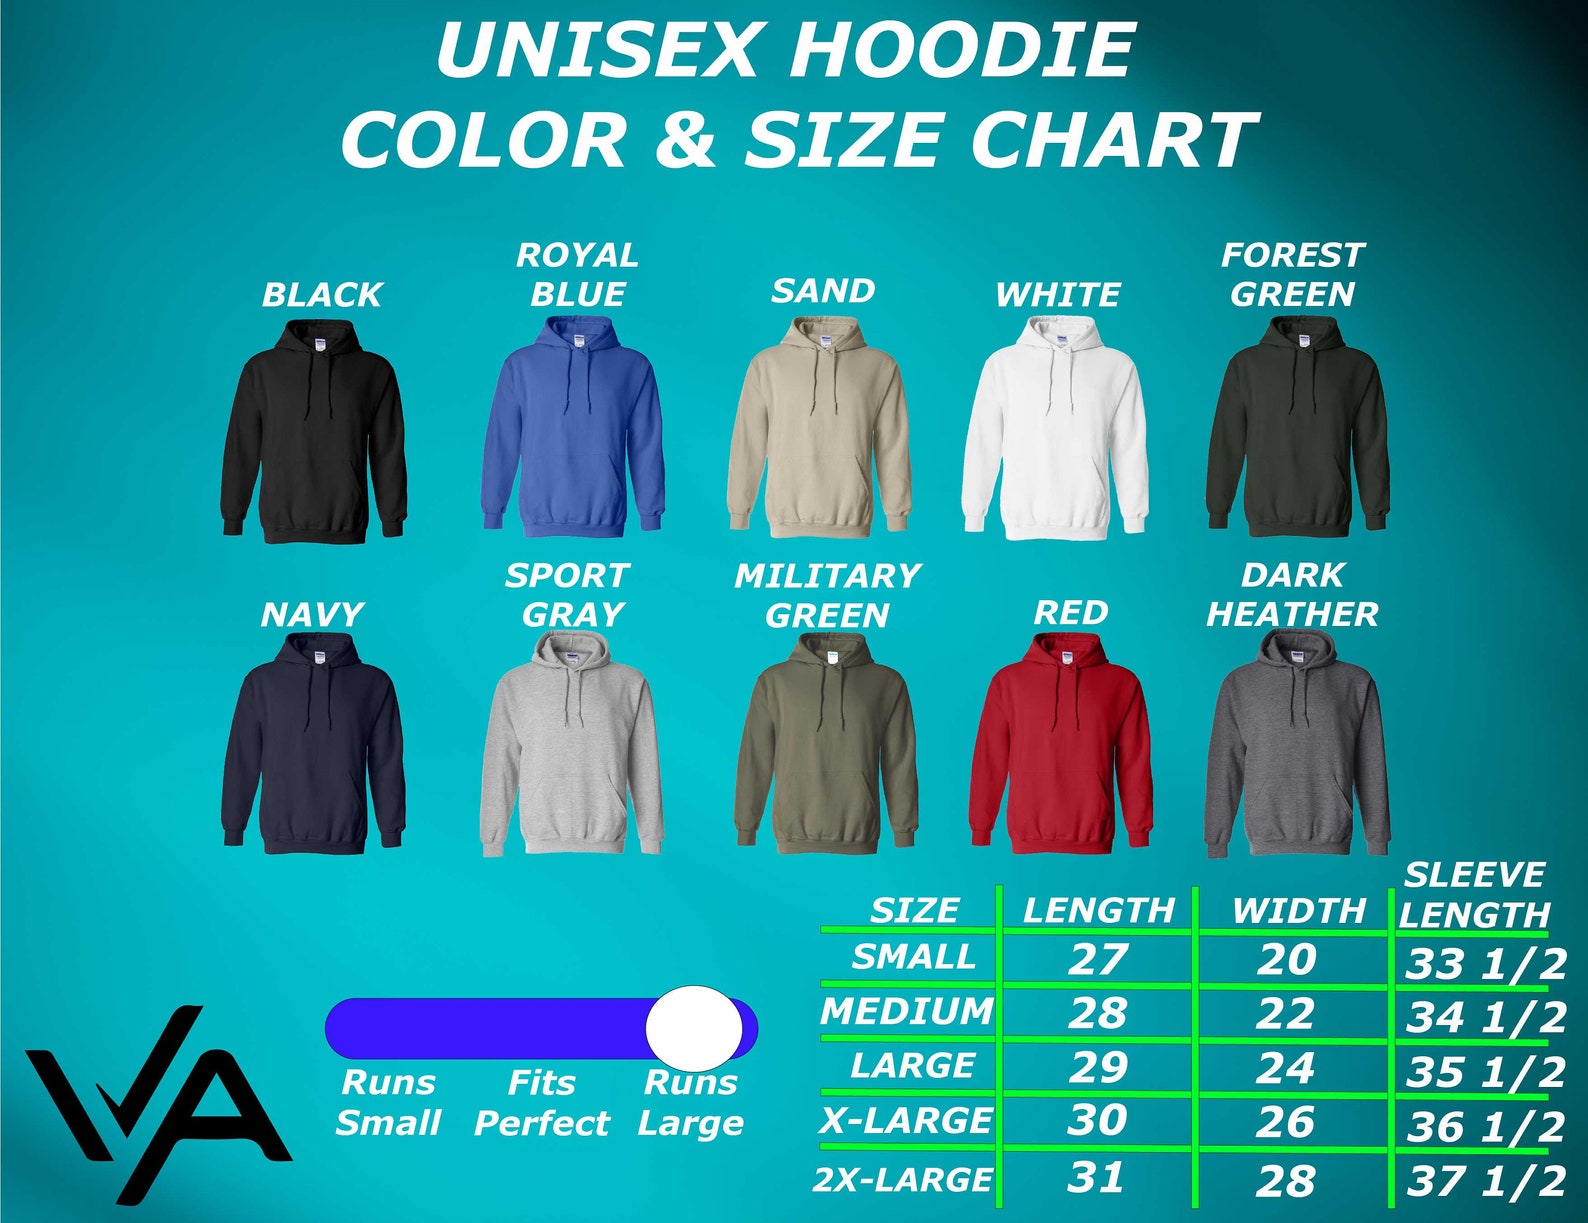 UNISEX HOODIE
COLOR & SIZE CHART
BLACK
ROYAL
BLUE
SAND
WHITE
FOREST
GREEN
NAVY
SPORT
GRAY
MILITARY
GREEN
RED
DARK
HEATHER
SIZE LENGTH WIDTH SLEEVE LENGTH
SMALL 27 20 33 1/2
MEDIUM 28 22 34 1/2
LARGE 29 24 35 1/2
X-LARGE 30 26 36 1/2
2X-LARGE 31 28 37 1/2
Runs
Small
Fits
Perfect
Runs
Large
VA